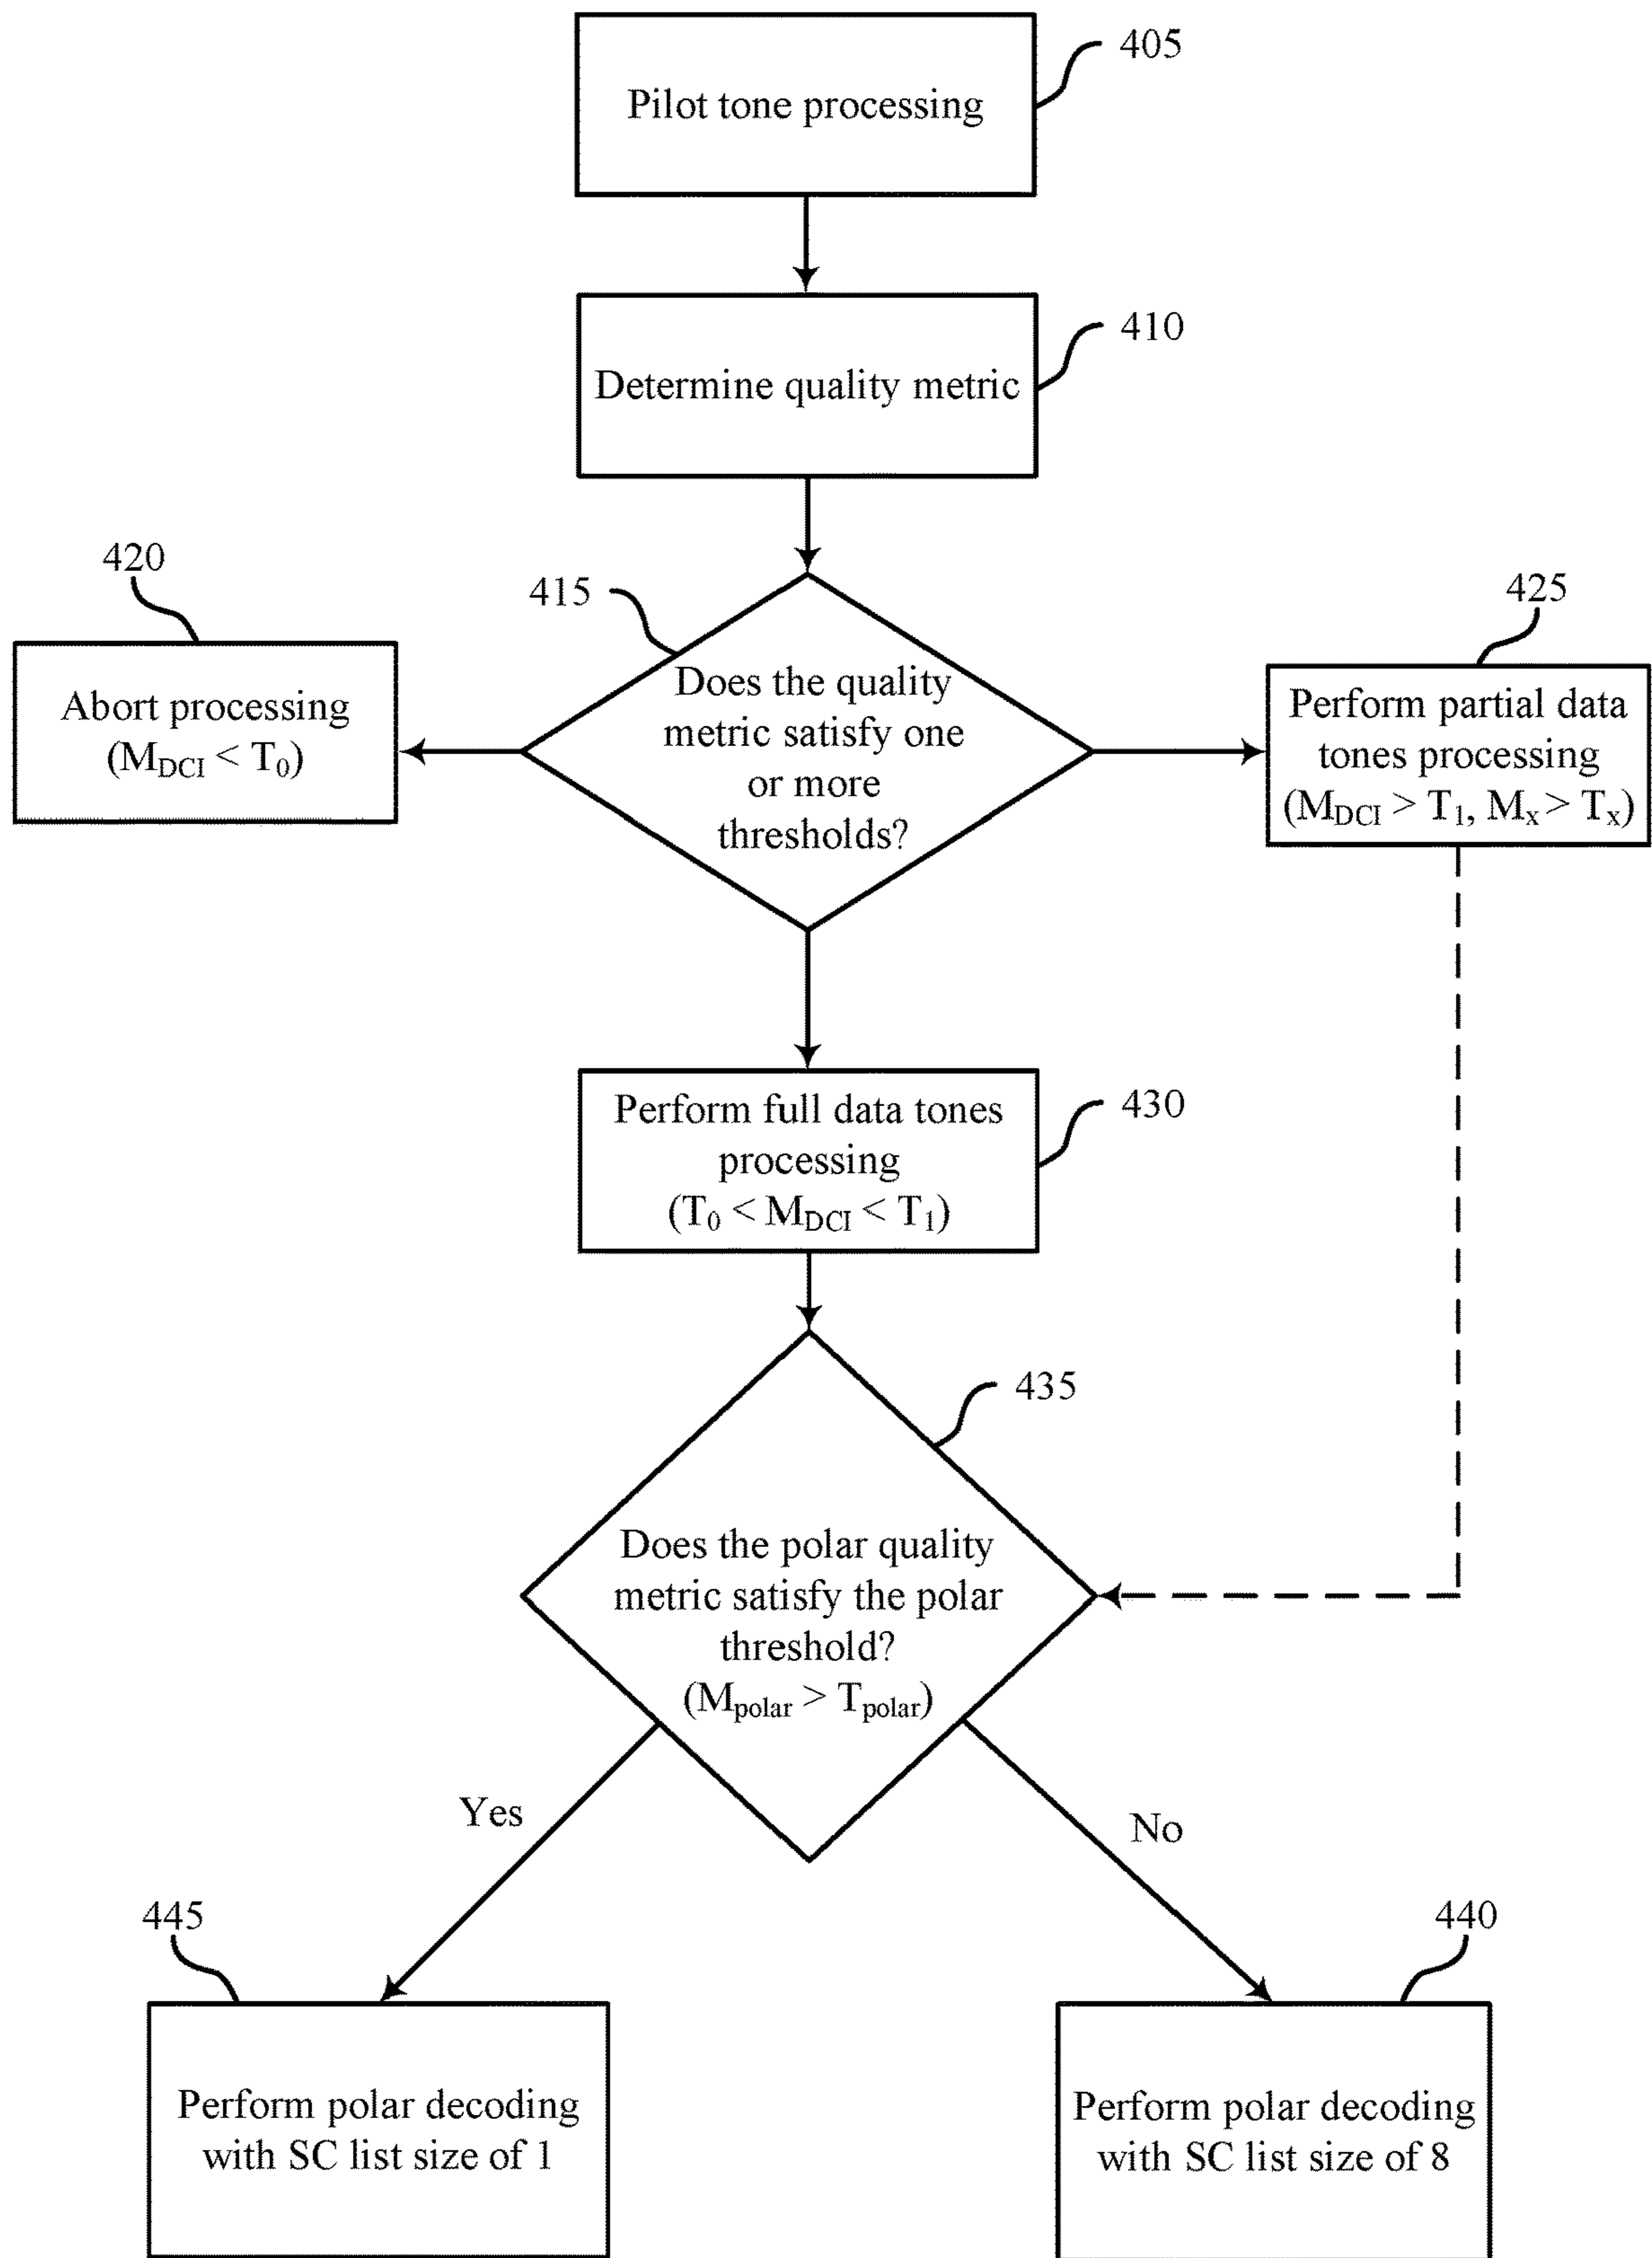 405
Pilot tone processing
410
Determine quality metric
420
415
425
Abort processing
(M_DCI < T_0)
Does the quality
metric satisfy one
or more
thresholds?
Perform partial data
tones processing
(M_DCI > T_1, M_x > T_x)
430
Perform full data tones
processing
(T_0 < M_DCI < T_1)
435
Does the polar quality
metric satisfy the polar
threshold?
(M_polar > T_polar)
Yes
No
445
440
Perform polar decoding
with SC list size of 1
Perform polar decoding
with SC list size of 8